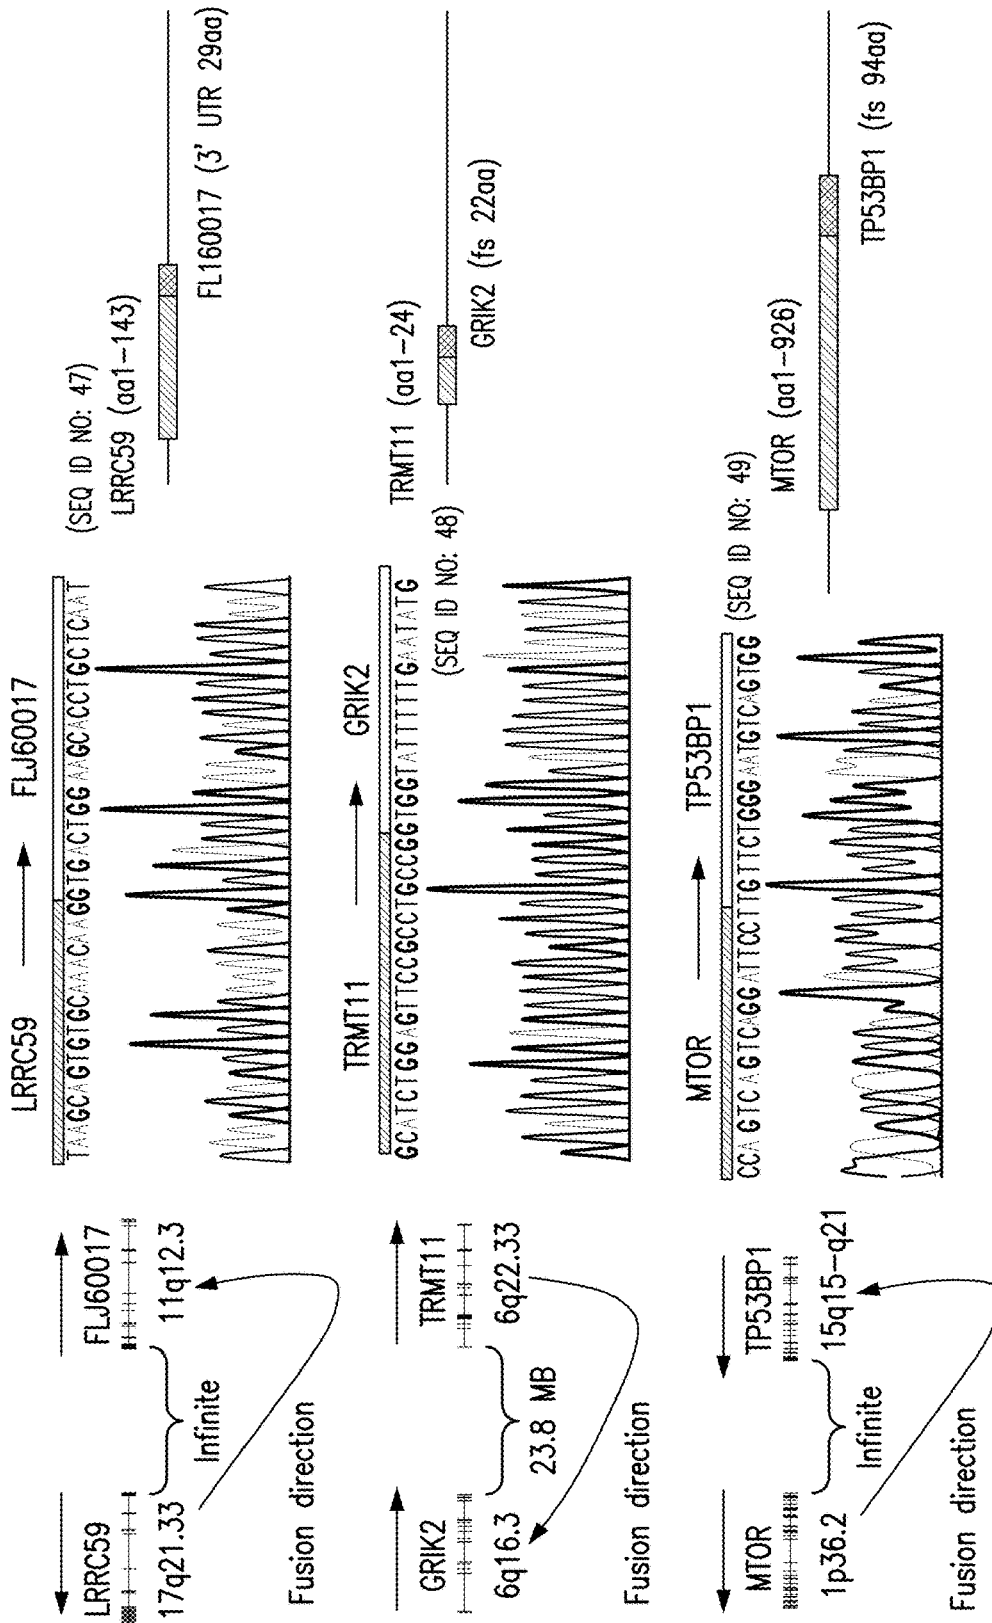 LRRC59
FLJ60017
17q21.33
11q12.3
Infinite
Fusion direction
LRRC59
FLJ60017
TAAGCAGTGTGCAAACAAGGTGACTGGAAGCACCTGCTCAAT
(SEQ ID NO: 47)
LRRC59 (aa1-143)
FL160017 (3' UTR 29aa)
GRIK2
TRMT11
6q16.3
6q22.33
23.8 MB
Fusion direction
TRMT11
GRIK2
GCATCTGGAGTTCCGCCTGCCGGTGGTATTTTTGAATATG
(SEQ ID NO: 48)
TRMT11 (aa1-24)
GRIK2 (fs 22aa)
MTOR
TP53BP1
1p36.2
15q15-q21
Infinite
Fusion direction
MTOR
TP53BP1
CCAGTCAGTCAGGATTCCTTGTTCTGGGAATGTCAGTGG
(SEQ ID NO: 49)
MTOR (aa1-926)
TP53BP1 (fs 94aa)